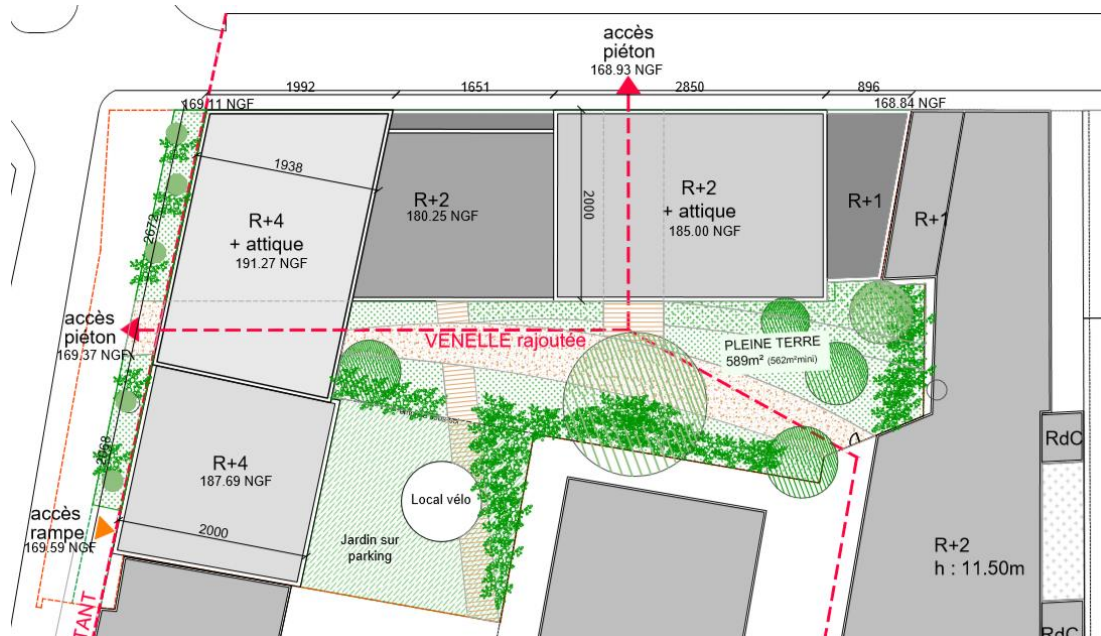 accès
piéton
168.93 NGF
1992
1651
2850
896
169.11 NGF
168.84 NGF
1938
R+2
180.25 NGF
2000
R+2
+ attique
185.00 NGF
R+1
R+1
R+4
+ attique
191.27 NGF
2672
accès
piéton
169.37 NGF
VENELLE rajoutée
PLEINE TERRE
589m² (562m²mini)
R+4
187.69 NGF
Local vélo
RdC
accès
rampe
169.59 NGF
2000
Jardin sur
parking
R+2
h : 11.50m
TANT
RdC